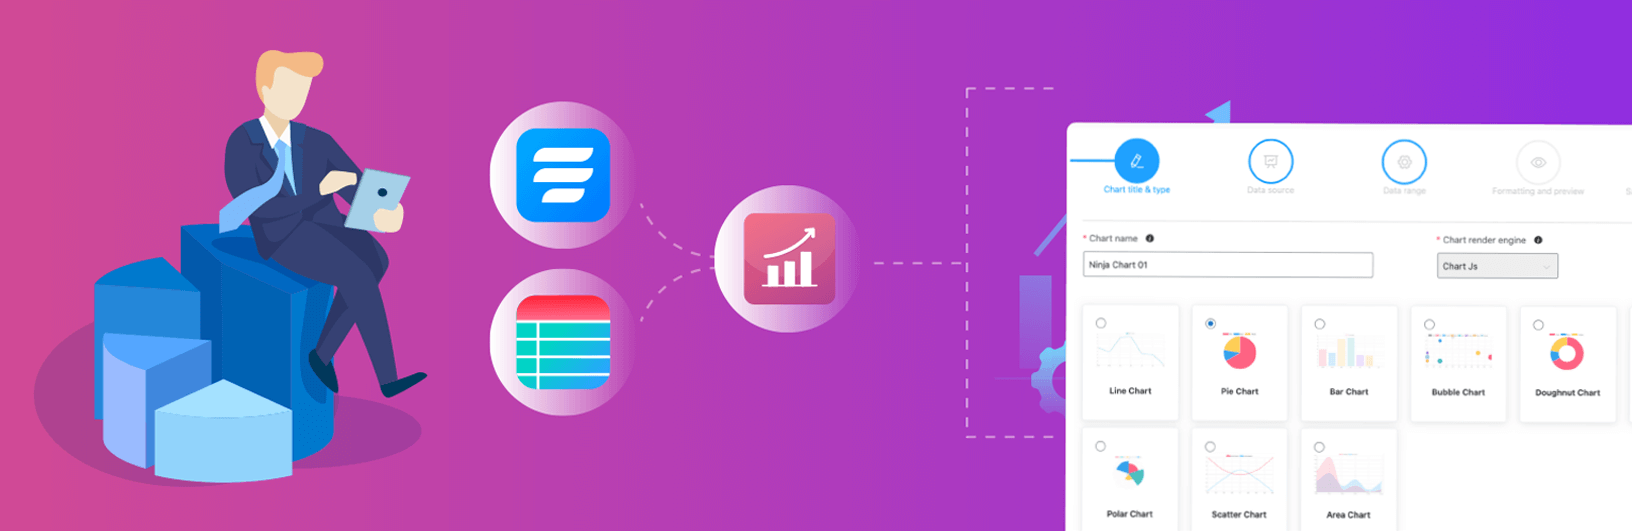 Chart title & type
Data source
Data range
Formatting and preview
* Chart name
* Chart render engine
Ninja Chart 01
Chart Js
Line Chart
Pie Chart
Bar Chart
Bubble Chart
Doughnut Chart
Polar Chart
Scatter Chart
Area Chart